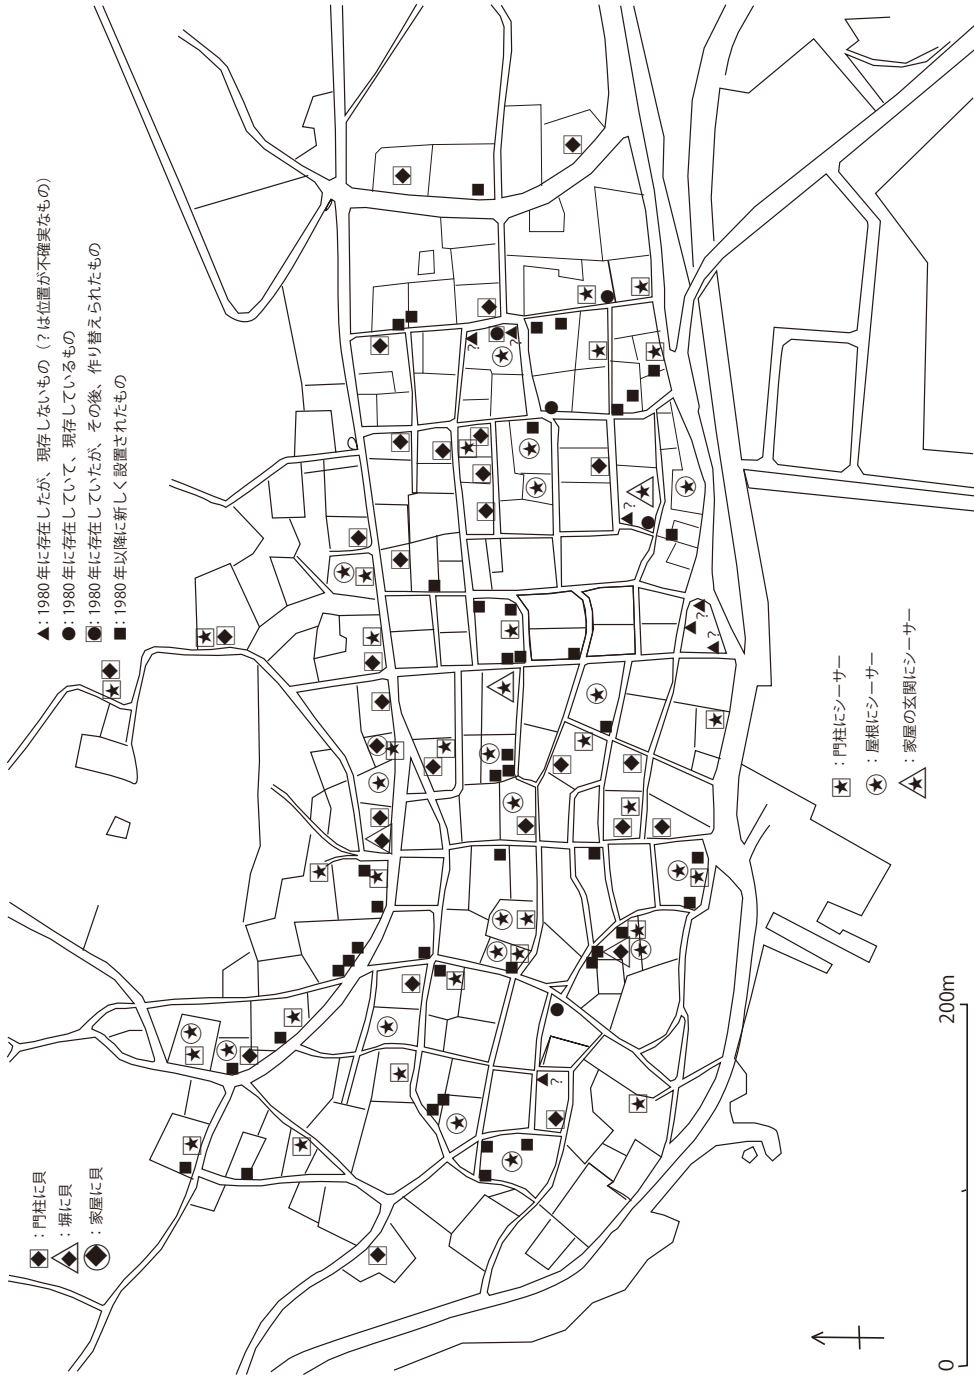 ▲：1980年に存在したが、現存しないもの（？は位置が不確実なもの）
●：1980年に存在していて、現存しているもの
：1980年に存在していたが、その後、作り替えられたもの
■：1980年以降に新しく設置されたもの
：門柱に貝
：塀に貝
：家屋に貝
：門柱にシーサー
：屋根にシーサー
：家屋の玄関にシーサー
?
?
?
?
?
?
0
200m